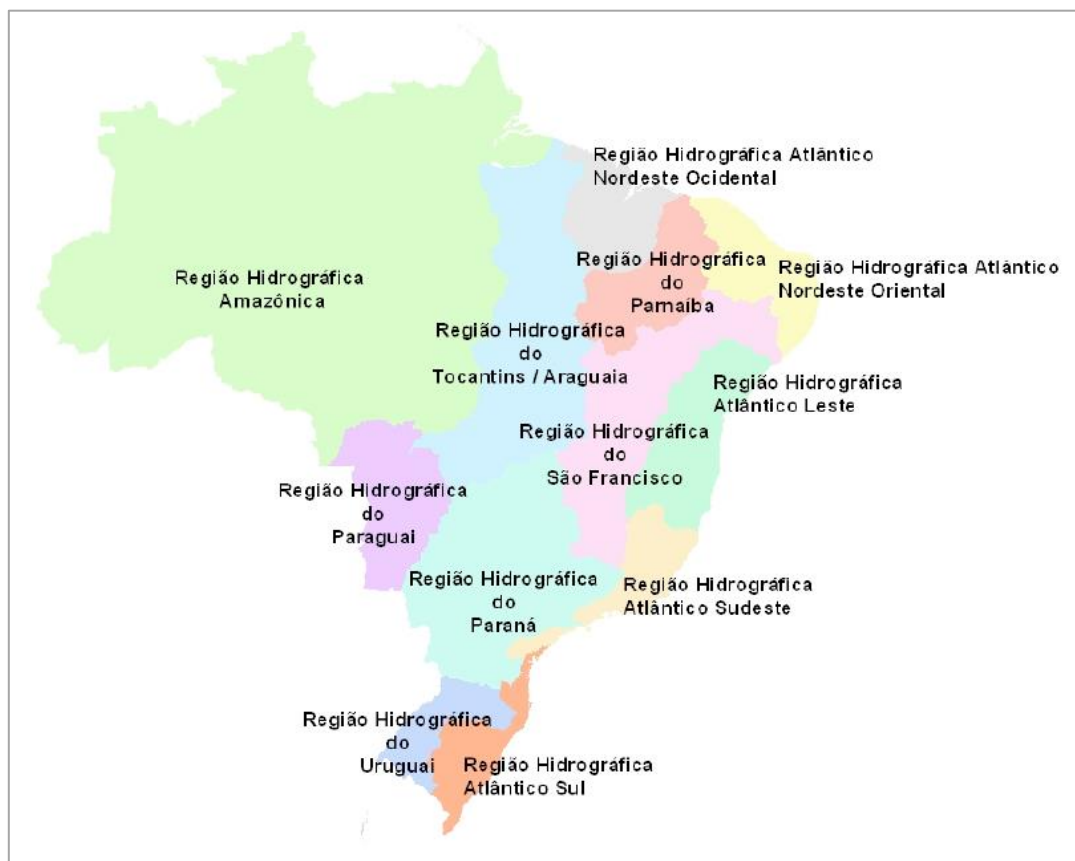 Região Hidrográfica Atlântico
Nordeste Ocidental
Região Hidrográfica
do
Parnaíba
Região Hidrográfica Atlântico
Nordeste Oriental
Região Hidrográfica
Amazônica
Região Hidrográfica
do
Tocantins / Araguaia
Região Hidrográfica
Atlântico Leste
Região Hidrográfica
do
São Francisco
Região Hidrográfica
do
Paraguai
Região Hidrográfica
do
Paraná
Região Hidrográfica
Atlântico Sudeste
Região Hidrográfica
do
Uruguai
Região Hidrográfica
Atlântico Sul